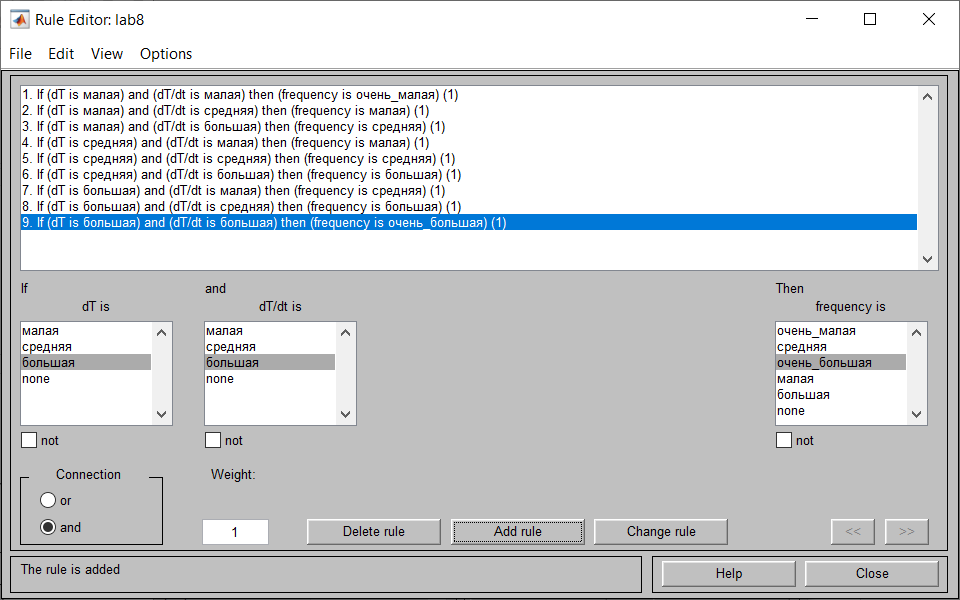 Rule Editor: lab8
File Edit View Options
1. If (dT is малая) and (dT/dt is малая) then (frequency is очень_малая) (1)
2. If (dT is малая) and (dT/dt is средняя) then (frequency is малая) (1)
3. If (dT is малая) and (dT/dt is большая) then (frequency is средняя) (1)
4. If (dT is средняя) and (dT/dt is малая) then (frequency is малая) (1)
5. If (dT is средняя) and (dT/dt is средняя) then (frequency is средняя) (1)
6. If (dT is средняя) and (dT/dt is большая) then (frequency is большая) (1)
7. If (dT is большая) and (dT/dt is малая) then (frequency is средняя) (1)
8. If (dT is большая) and (dT/dt is средняя) then (frequency is большая) (1)
9. If (dT is большая) and (dT/dt is большая) then (frequency is очень_большая) (1)
If
dT is
малая
средняя
большая
none
not
and
dT/dt is
малая
средняя
большая
none
not
Then
frequency is
очень_малая
средняя
очень_большая
малая
большая
none
not
Connection
or
and
Weight:
1
Delete rule
Add rule
Change rule
<<
>>
The rule is added
Help
Close